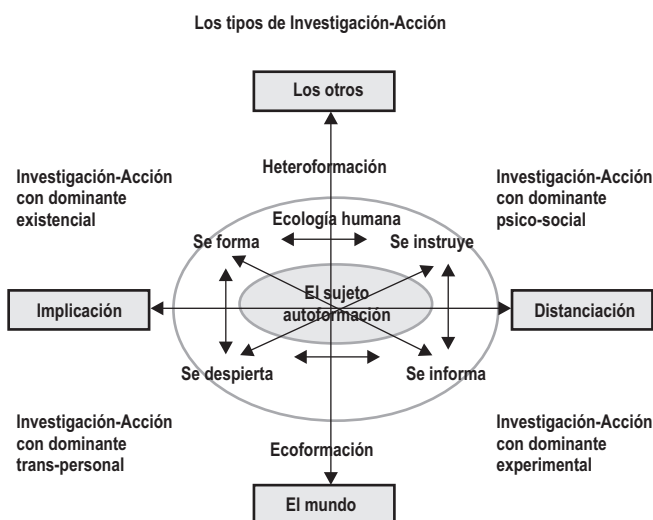 Los tipos de Investigación-Acción
Los otros
Heteroformación
Investigación-Acción
con dominante
existencial
Investigación-Acción
con dominante
psico-social
Ecología humana
Se forma
Se instruye
El sujeto
autoformación
Implicación
Distanciación
Se despierta
Se informa
Investigación-Acción
con dominante
trans-personal
Ecoformación
Investigación-Acción
con dominante
experimental
El mundo